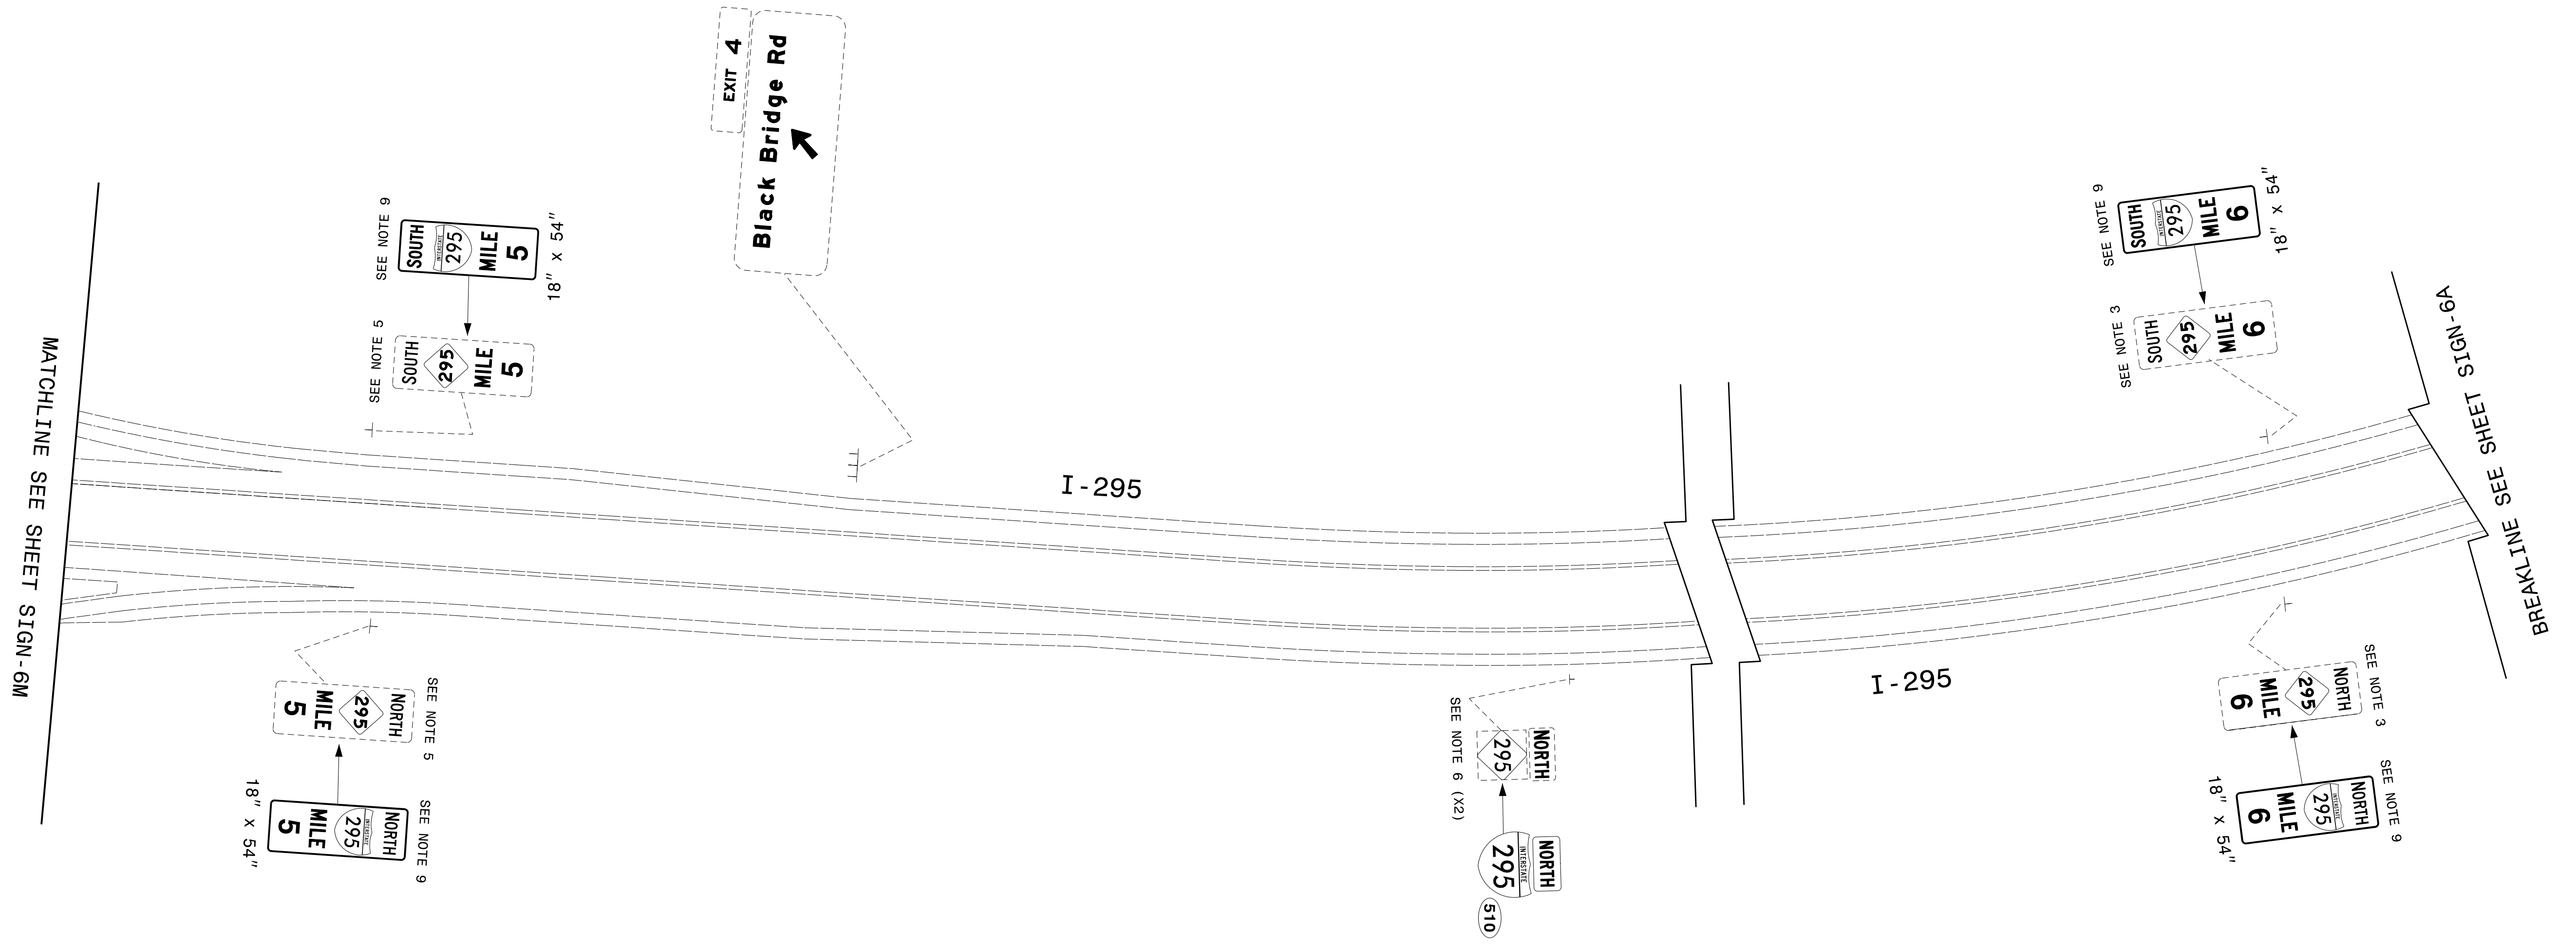 EXIT 4
Black Bridge Rd
SEE NOTE 9
SOUTH
INTERSTATE
295
MILE
5
18" x 54"
SEE NOTE 5
SOUTH
295
MILE
5
SEE NOTE 9
SOUTH
INTERSTATE
295
MILE
6
18" x 54"
SEE NOTE 3
SOUTH
295
MILE
6
MATCHLINE SEE SHEET SIGN-6M
BREAKLINE SEE SHEET SIGN-6A
I-295
I-295
SEE NOTE 5
NORTH
295
MILE
5
SEE NOTE 9
NORTH
INTERSTATE
295
MILE
5
18" x 54"
SEE NOTE 6 (X2)
NORTH
295
NORTH
INTERSTATE
295
510
SEE NOTE 3
NORTH
295
MILE
6
SEE NOTE 9
NORTH
INTERSTATE
295
MILE
6
18" x 54"